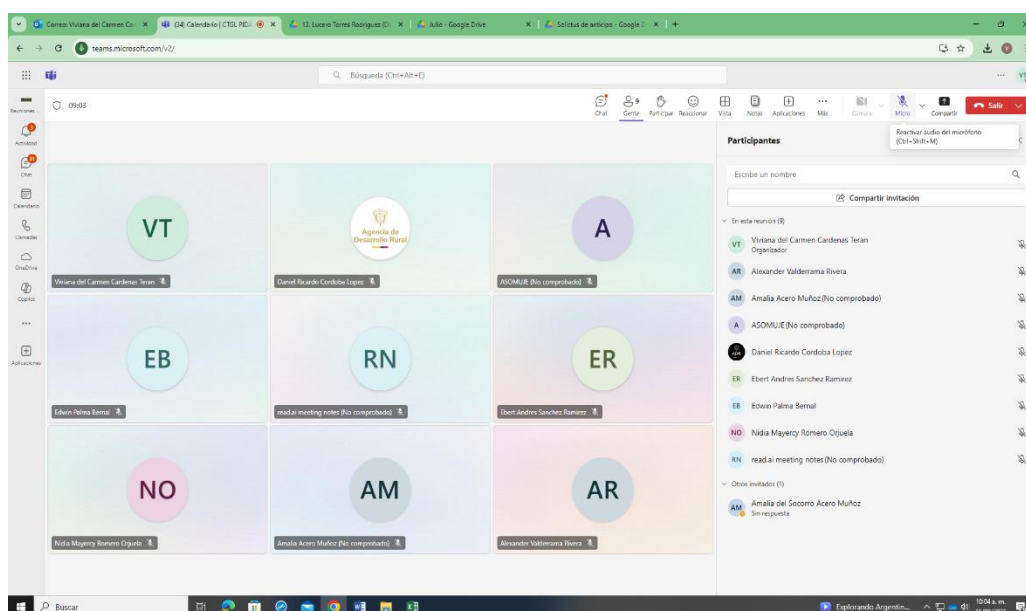 Correo: Viviana del Carmen Ca
(34) Calendario | CTGL PIDA
13. Lucero Torres Rodriguez (D
Julio - Google Drive
Solictus de anticipo - Google D
teams.microsoft.com/v2/
Búsqueda (Ctrl+Alt+E)
09:03
Chat
Gente 9
Participar
Reaccionar
Vista
Notas
Aplicaciones
Más
Cámara
Micro
Compartir
Salir
Reactivar audio del micrófono
(Ctrl+Shift+M)
Reuniones...
Actividad
Chat
Calendario
Llamadas
OneDrive
Copilot
Aplicaciones
VT
Viviana del Carmen Cardenas Teran
Agencia de
Desarrollo Rural
Daniel Ricardo Cordoba Lopez
A
ASOMUJE (No comprobado)
EB
Edwin Palma Bernal
RN
read.ai meeting notes (No comprobado)
ER
Ebert Andres Sanchez Ramirez
NO
Nidia Mayercy Romero Orjuela
AM
Amalia Acero Muñoz (No comprobado)
AR
Alexander Valderrama Rivera
Participantes
Escribe un nombre
Compartir invitación
En esta reunión (9)
VT Viviana del Carmen Cardenas Teran
Organizador
AR Alexander Valderrama Rivera
AM Amalia Acero Muñoz (No comprobado)
A ASOMUJE (No comprobado)
Daniel Ricardo Cordoba Lopez
ER Ebert Andres Sanchez Ramirez
EB Edwin Palma Bernal
NO Nidia Mayercy Romero Orjuela
RN read.ai meeting notes (No comprobado)
Otros invitados (1)
AM Amalia del Socorro Acero Muñoz
Sin respuesta
Buscar
Explorando Argentin...
10:04 a. m.